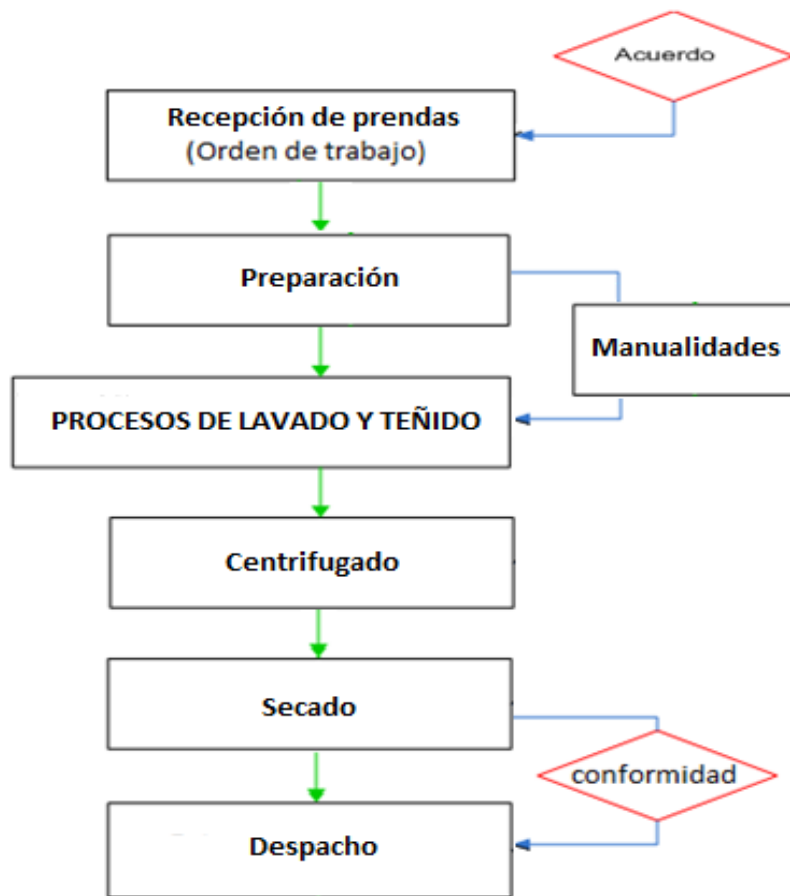 Acuerdo
Recepción de prendas
(Orden de trabajo)
Preparación
Manualidades
PROCESOS DE LAVADO Y TEÑIDO
Centrifugado
Secado
conformidad
Despacho